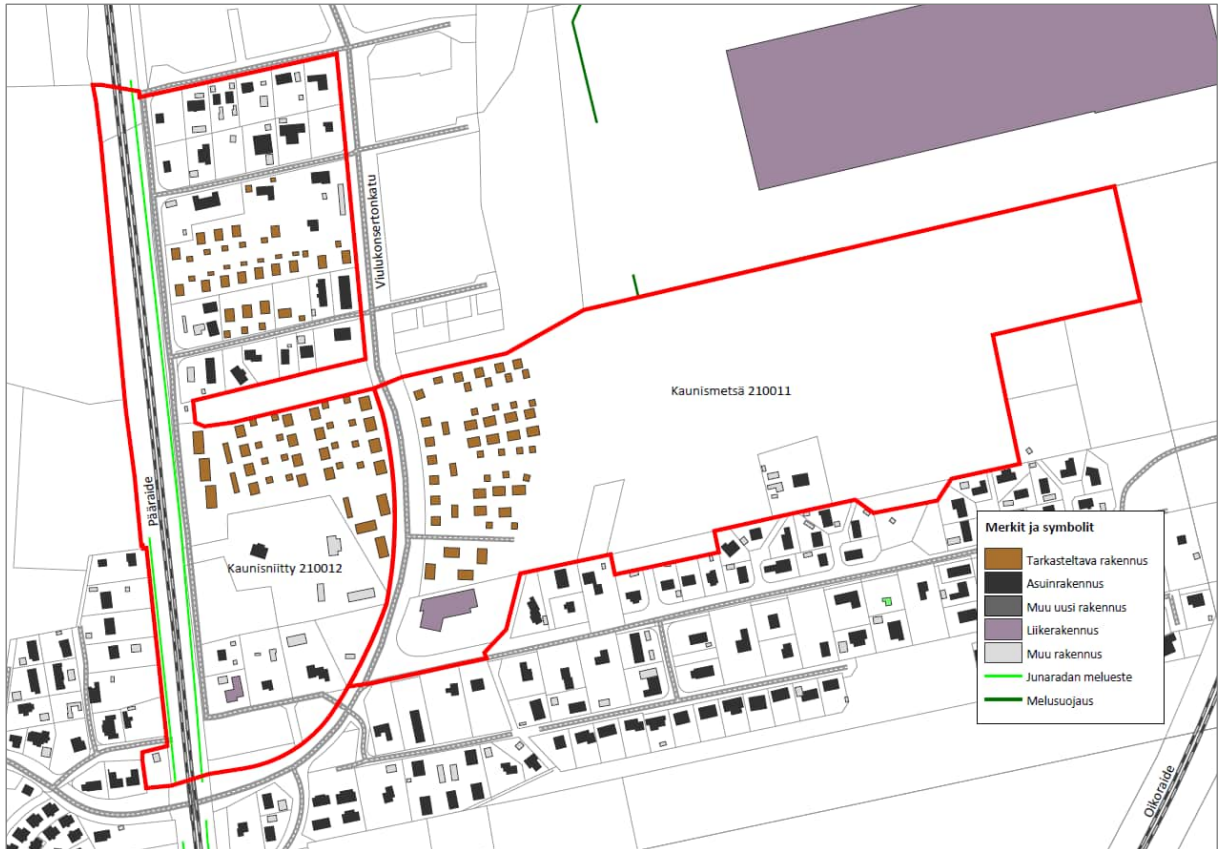 Viulukonsertonkatu
Kaunismetsä 210011
Pääraide
Kaunisniitty 210012
Merkit ja symbolit
Tarkasteltava rakennus
Asuinrakennus
Muu uusi rakennus
Liikerakennus
Muu rakennus
Junaradan melueste
Melusuojaus
Oikoraide